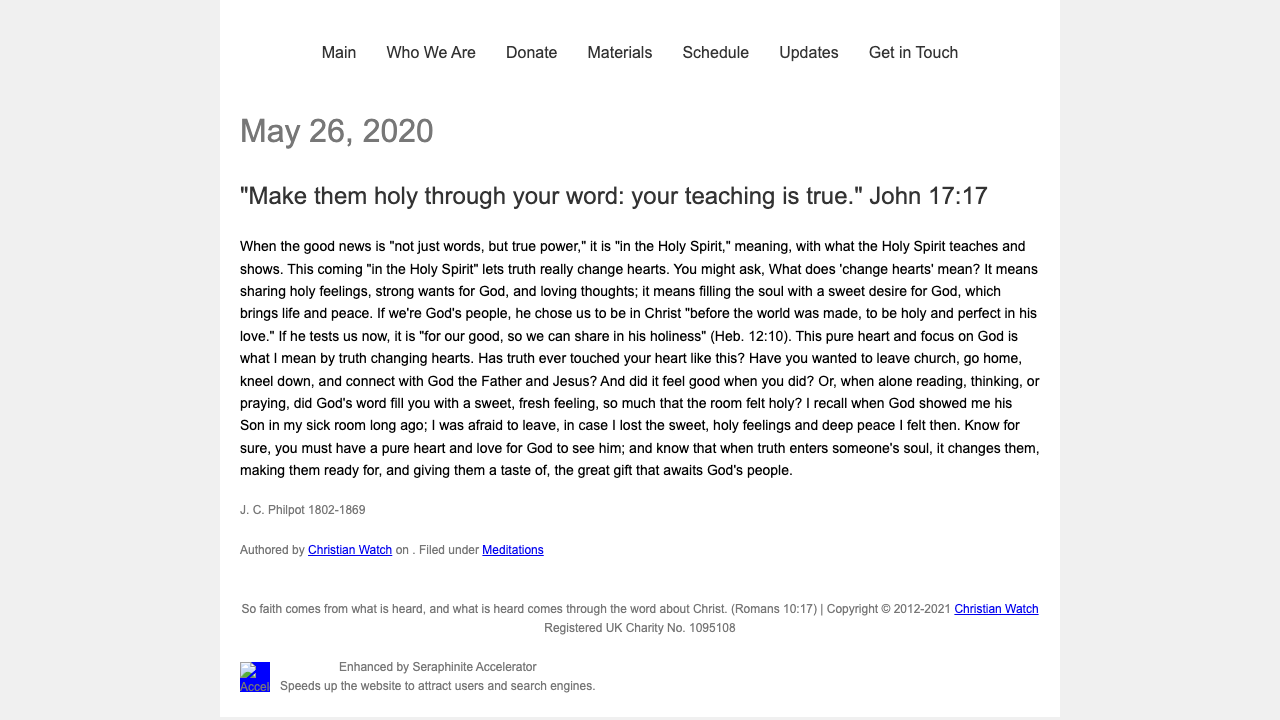 Main Who We Are Donate Materials Schedule Updates Get in Touch
May 26, 2020
"Make them holy through your word: your teaching is true." John 17:17
When the good news is "not just words, but true power," it is "in the Holy Spirit," meaning, with what the Holy Spirit teaches and
shows. This coming "in the Holy Spirit" lets truth really change hearts. You might ask, What does 'change hearts' mean? It means
sharing holy feelings, strong wants for God, and loving thoughts; it means filling the soul with a sweet desire for God, which
brings life and peace. If we're God's people, he chose us to be in Christ "before the world was made, to be holy and perfect in his
love." If he tests us now, it is "for our good, so we can share in his holiness" (Heb. 12:10). This pure heart and focus on God is
what I mean by truth changing hearts. Has truth ever touched your heart like this? Have you wanted to leave church, go home,
kneel down, and connect with God the Father and Jesus? And did it feel good when you did? Or, when alone reading, thinking, or
praying, did God's word fill you with a sweet, fresh feeling, so much that the room felt holy? I recall when God showed me his
Son in my sick room long ago; I was afraid to leave, in case I lost the sweet, holy feelings and deep peace I felt then. Know for
sure, you must have a pure heart and love for God to see him; and know that when truth enters someone's soul, it changes them,
making them ready for, and giving them a taste of, the great gift that awaits God's people.
J. C. Philpot 1802-1869
Authored by Christian Watch on . Filed under Meditations
So faith comes from what is heard, and what is heard comes through the word about Christ. (Romans 10:17) | Copyright © 2012-2021 Christian Watch
Registered UK Charity No. 1095108
Enhanced by Seraphinite Accelerator
Accel
Speeds up the website to attract users and search engines.